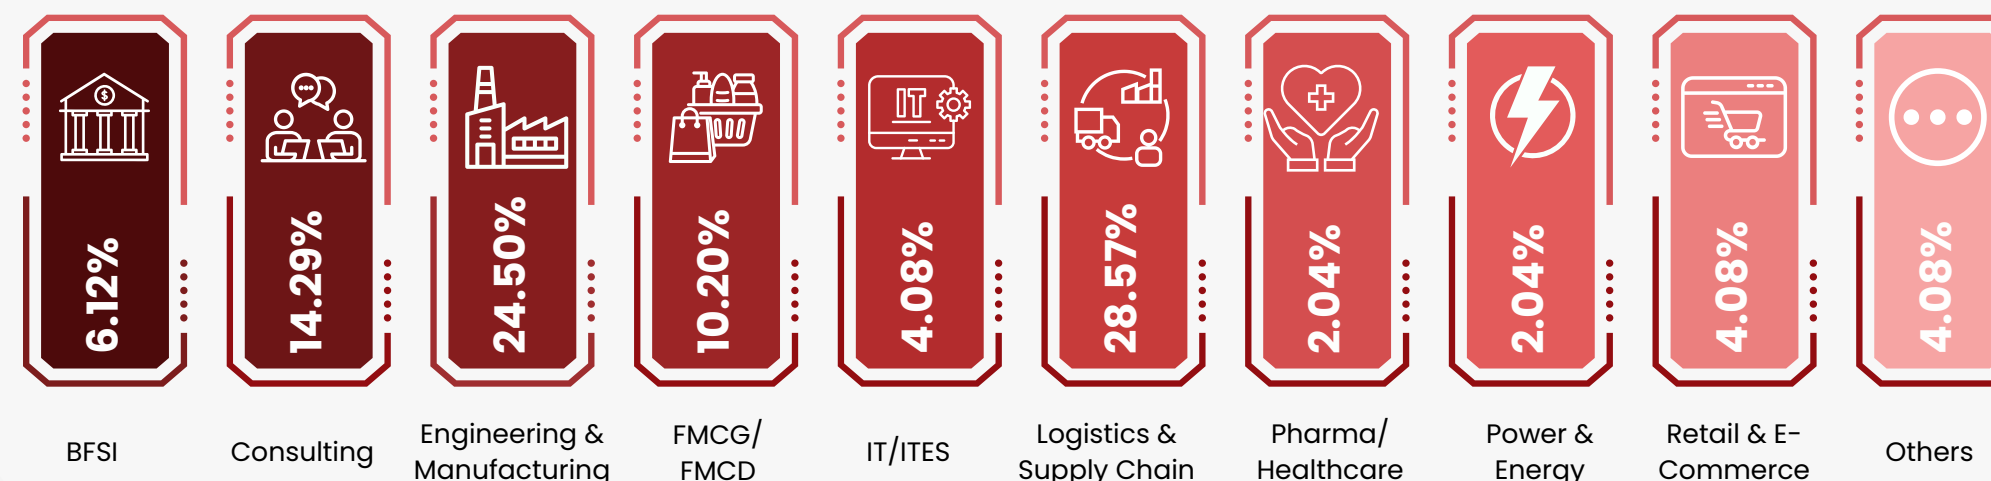 $
6.12%
BFSI
14.29%
Consulting
24.50%
Engineering &
Manufacturing
10.20%
FMCG/
FMCD
IT
4.08%
IT/ITES
28.57%
Logistics &
Supply Chain
2.04%
Pharma/
Healthcare
2.04%
Power &
Energy
4.08%
Retail & E-
Commerce
4.08%
Others